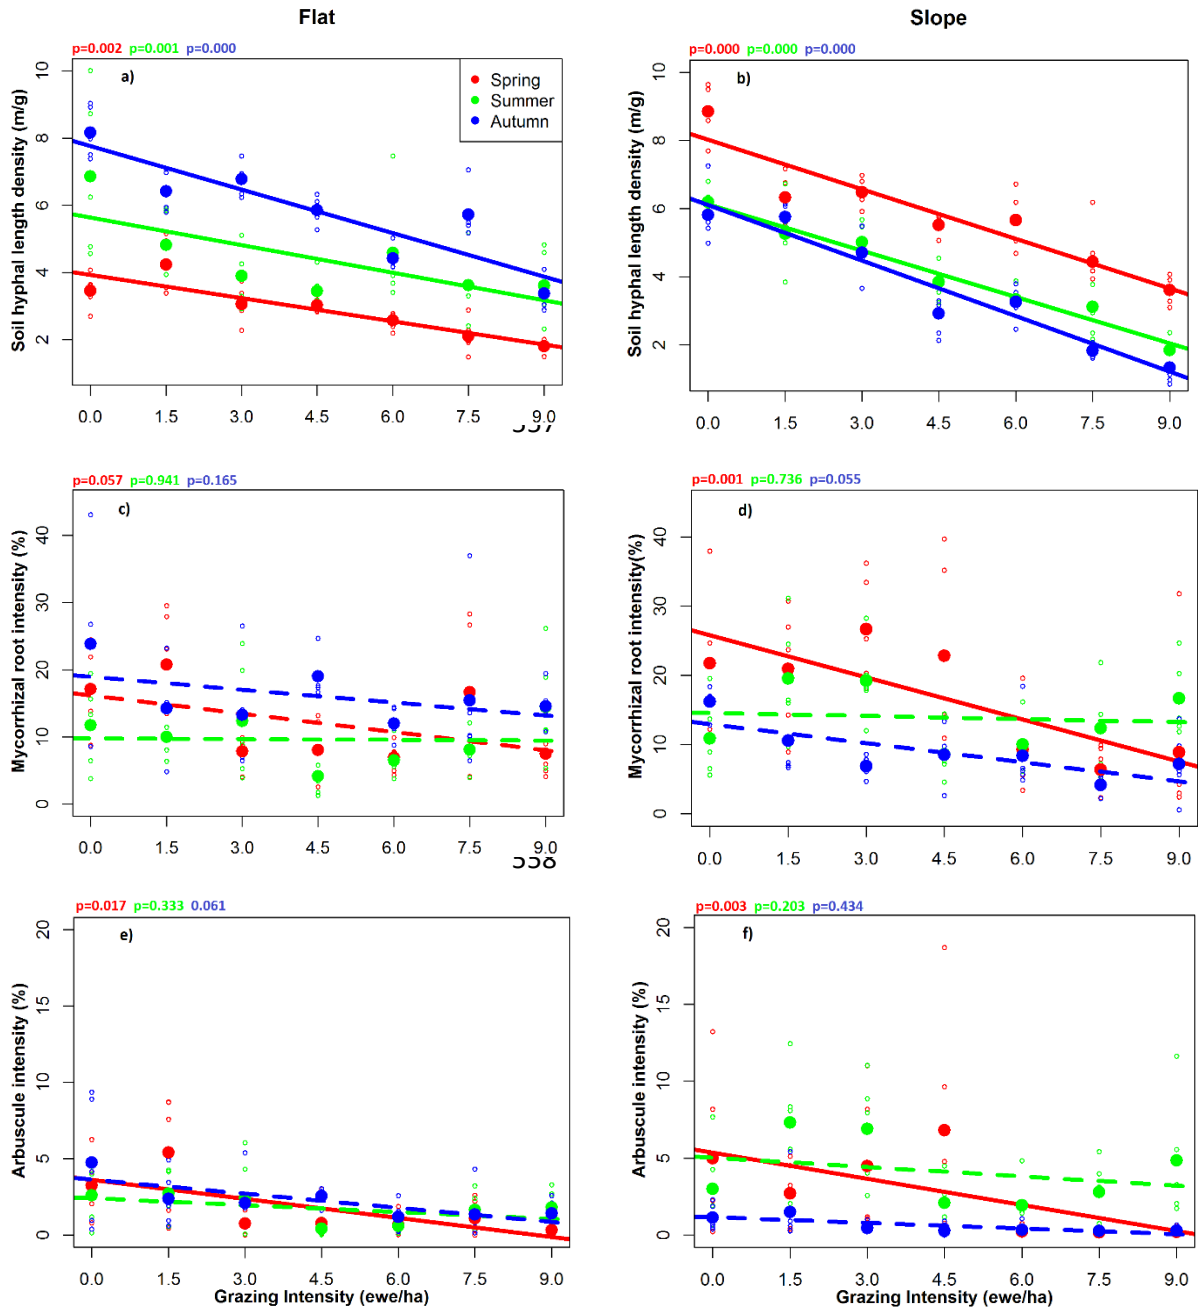 Flat
Slope
p=0.002 p=0.001 p=0.000
a)
Spring
Summer
Autumn
Soil hyphal length density (m/g)
10
8
6
4
2
0.0 1.5 3.0 4.5 6.0 7.5 9.0
p=0.000 p=0.000 p=0.000
b)
Soil hyphal length density (m/g)
10
8
6
4
2
0.0 1.5 3.0 4.5 6.0 7.5 9.0
p=0.057 p=0.941 p=0.165
c)
Mycorrhizal root intensity (%)
40
30
20
10
0
0.0 1.5 3.0 4.5 6.0 7.5 9.0
p=0.001 p=0.736 p=0.055
d)
Mycorrhizal root intensity(%)
40
30
20
10
0
0.0 1.5 3.0 4.5 6.0 7.5 9.0
p=0.017 p=0.333 0.061
e)
Arbuscule intensity (%)
20
15
10
5
0
0.0 1.5 3.0 4.5 6.0 7.5 9.0
Grazing Intensity (ewe/ha)
p=0.003 p=0.203 p=0.434
f)
Arbuscule intensity (%)
20
15
10
5
0
0.0 1.5 3.0 4.5 6.0 7.5 9.0
Grazing Intensity (ewe/ha)